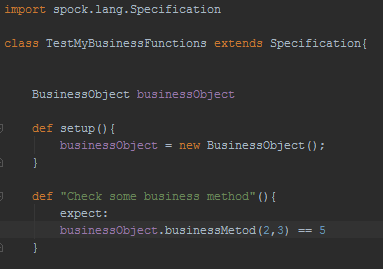 import spock.lang.Specification
class TestMyBusinessFunctions extends Specification{
BusinessObject businessObject
def setup(){
businessObject = new BusinessObject();
}
def "Check some business method"(){
expect:
businessObject.businessMetod(2,3) == 5
}